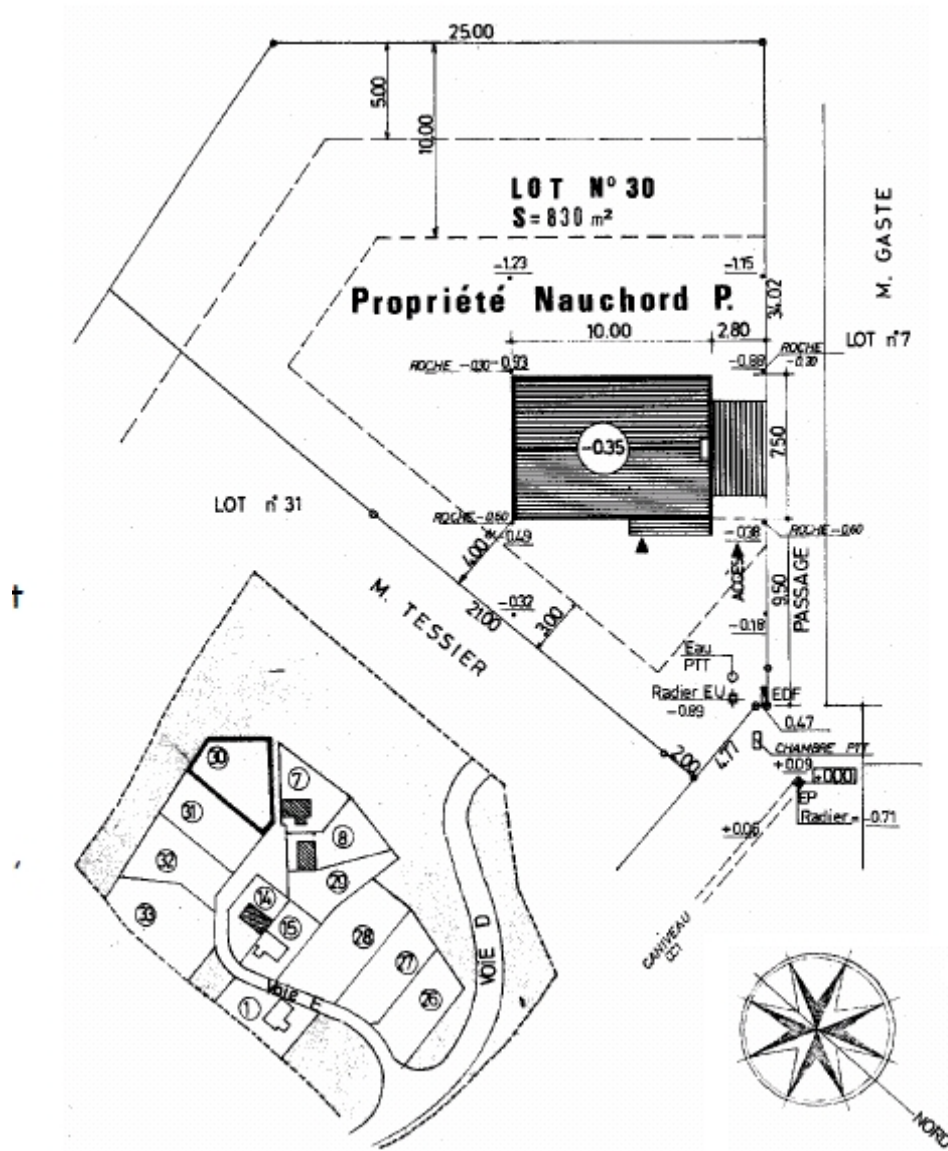 25.00
5.00
10.00
LOT N° 30
S = 830 m²
M. GASTE
-1.23
-1.15
Propriété Nauchord P.
34.02
10.00
2.80
LOT n°7
ROCHE -0.30
-0.93
-0.88
ROCHE
-0.30
-0.35
7.50
LOT n° 31
ROCHE -0.60
-0.49
-0.38
ROCHE -0.60
4.00
ACCES
9.50
PASSAGE
t
M. TESSIER
21.00
-0.32
3.00
-0.18
Eau
PTT
Radier EU
-0.89
EDF
0.47
2.00
4.77
CHAMBRE PTT
+0.09
+0.00
EP
Radier = -0.71
+0.06
CANIVEAU
30
7
31
8
32
29
33
14
15
28
27
26
1
Voie E
VOIE D
NORD